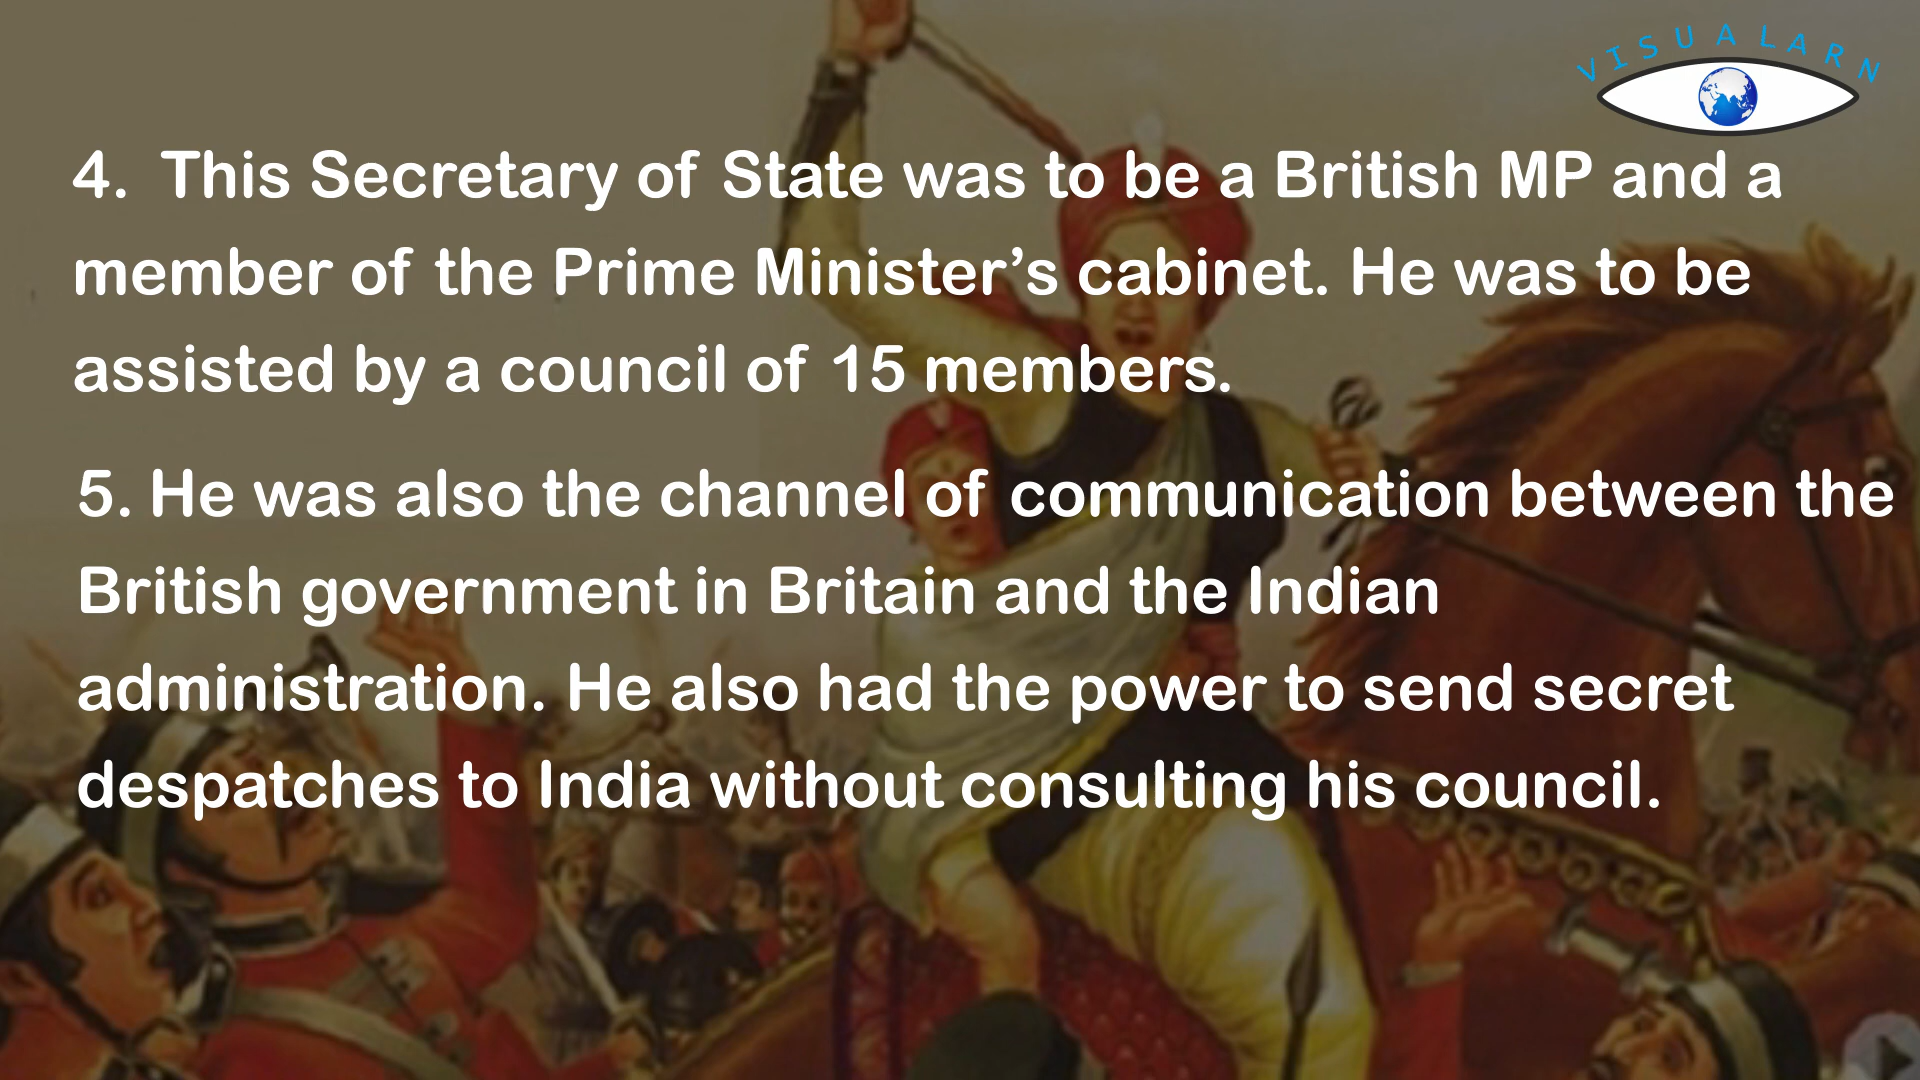 VISUALARN
4. This Secretary of State was to be a British MP and a
member of the Prime Minister’s cabinet. He was to be
assisted by a council of 15 members.
5. He was also the channel of communication between the
British government in Britain and the Indian
administration. He also had the power to send secret
despatches to India without consulting his council.